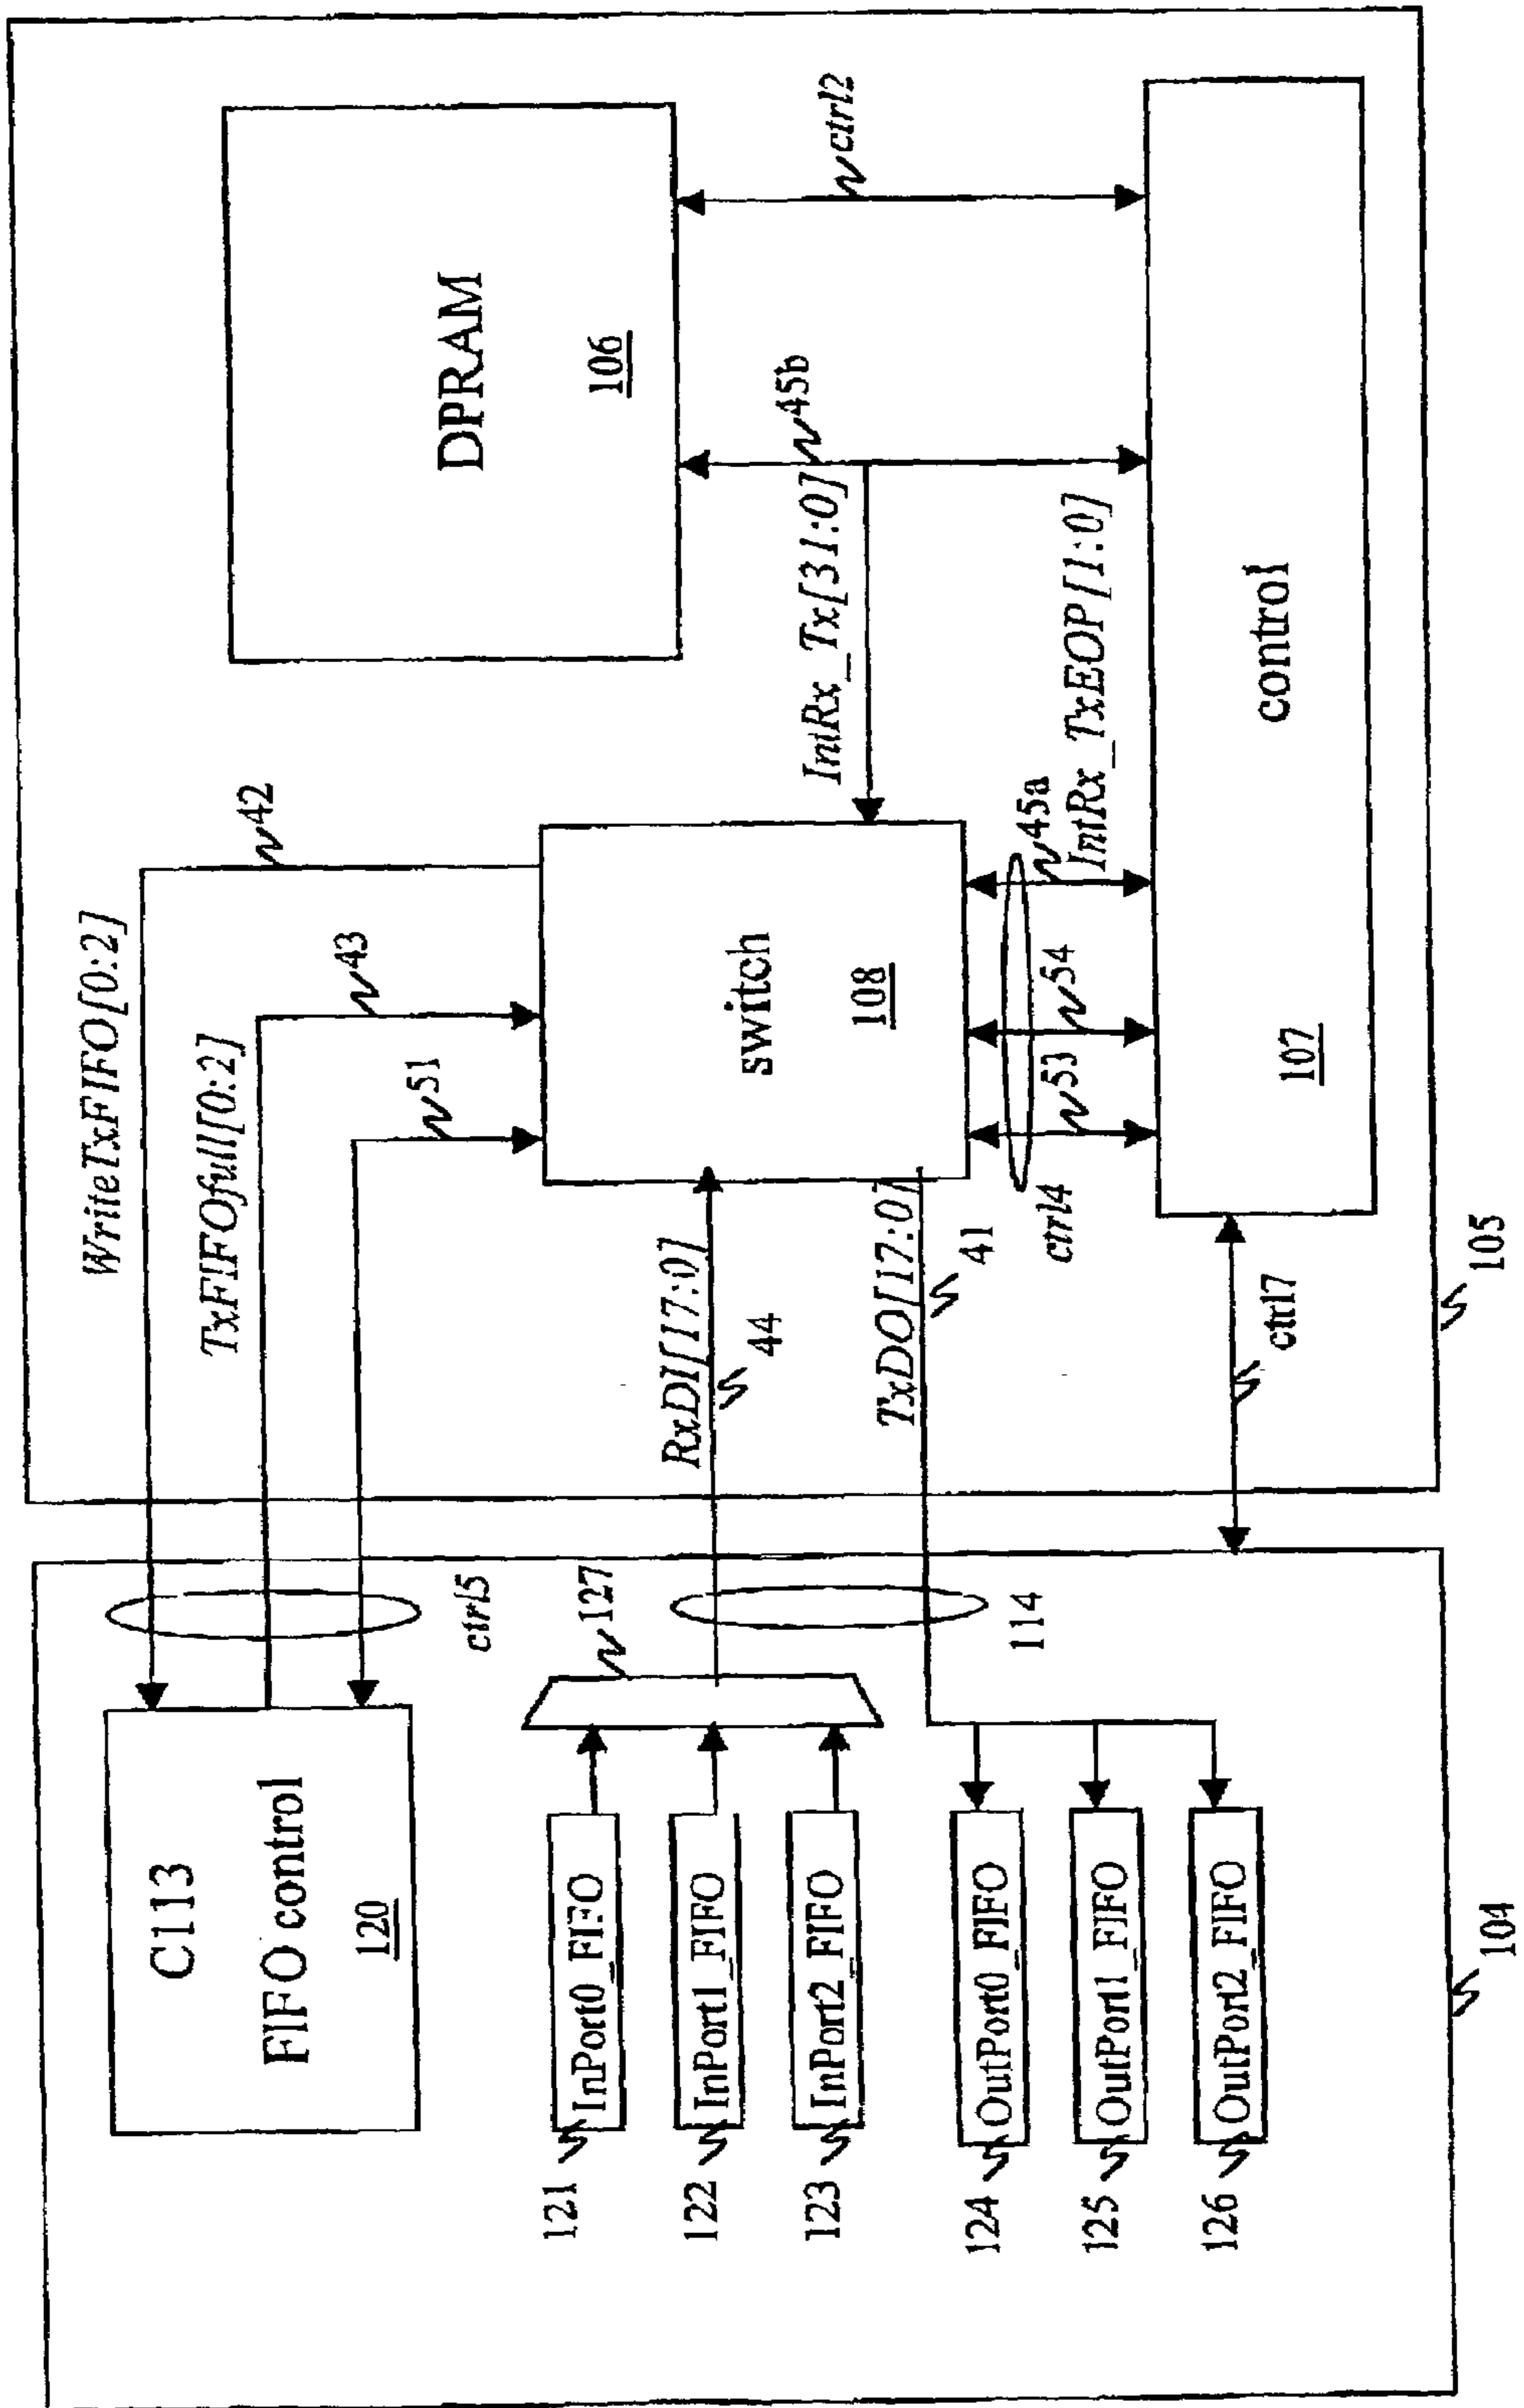 C113
FIFO control
120
ctrl5
WriteTxFIFO[0:2]
42
TxFIFOfull[0:2]
43
51
DPRAM
106
121
InPort0_FIFO
122
InPort1_FIFO
123
InPort2_FIFO
127
RxDI[17:0]
44
switch
108
IntRx_Tx[31:0]
45b
ctrl2
124
OutPort0_FIFO
125
OutPort1_FIFO
126
OutPort2_FIFO
114
TxDO[17:0]
41
ctrl4
53
54
45a
IntRx_TxEOP[1:0]
ctrl7
107
control
104
105